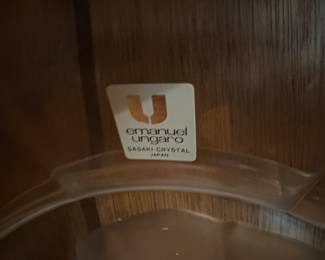 U
emanuel
ungaro
SASAKI CRYSTAL
JAPAN